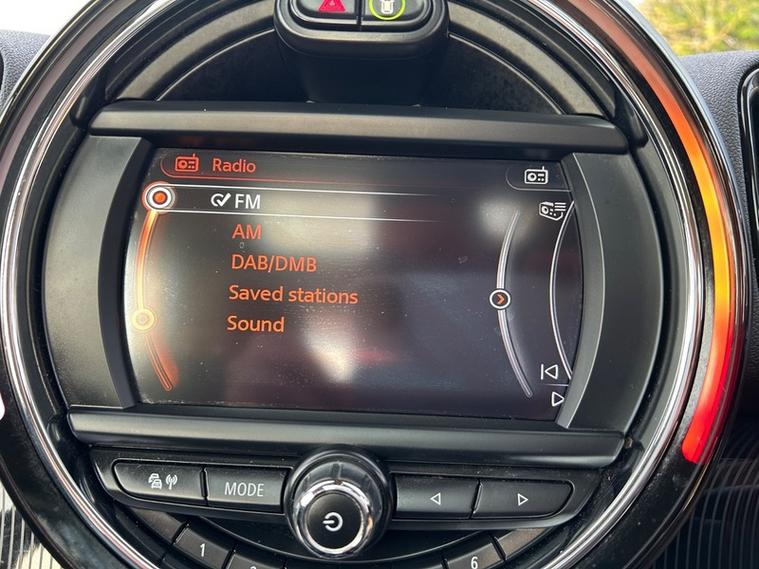 Radio
FM
AM
DAB/DMB
Saved stations
Sound
MODE
1
6